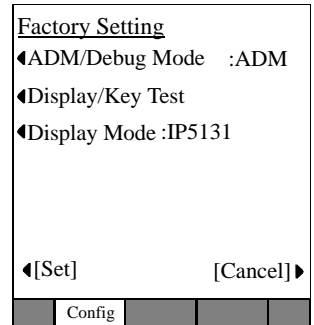 Factory Setting
ADM/Debug Mode :ADM
Display/Key Test
Display Mode :IP5131
[Set] [Cancel]
Config